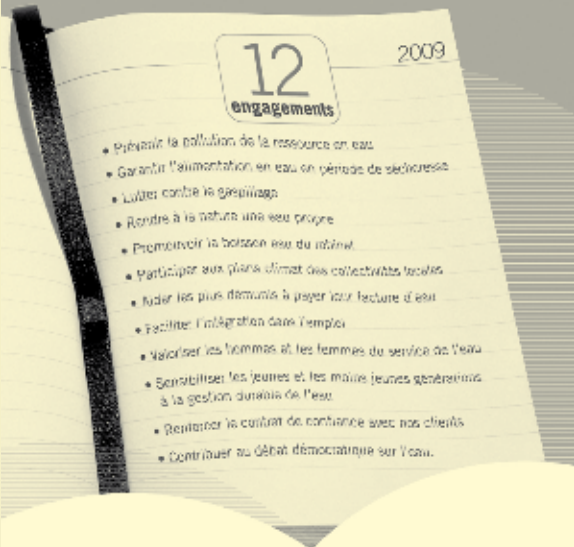 12
engagements
2009
• Prévenir la pollution de la ressource en eau
• Garantir l'alimentation en eau en période de sécheresse
• Lutter contre le gaspillage
• Rendre à la nature une eau propre
• Promouvoir la boisson eau du robinet
• Participer aux plans climat des collectivités locales
• Aider les plus démunis à payer leur facture d'eau
• Faciliter l'intégration dans l'emploi
• Valoriser les hommes et les femmes du service de l'eau
• Sensibiliser les jeunes et les moins jeunes générations
à la gestion durable de l'eau
• Renforcer le contrat de confiance avec nos clients
• Contribuer au débat démocratique sur l'eau.